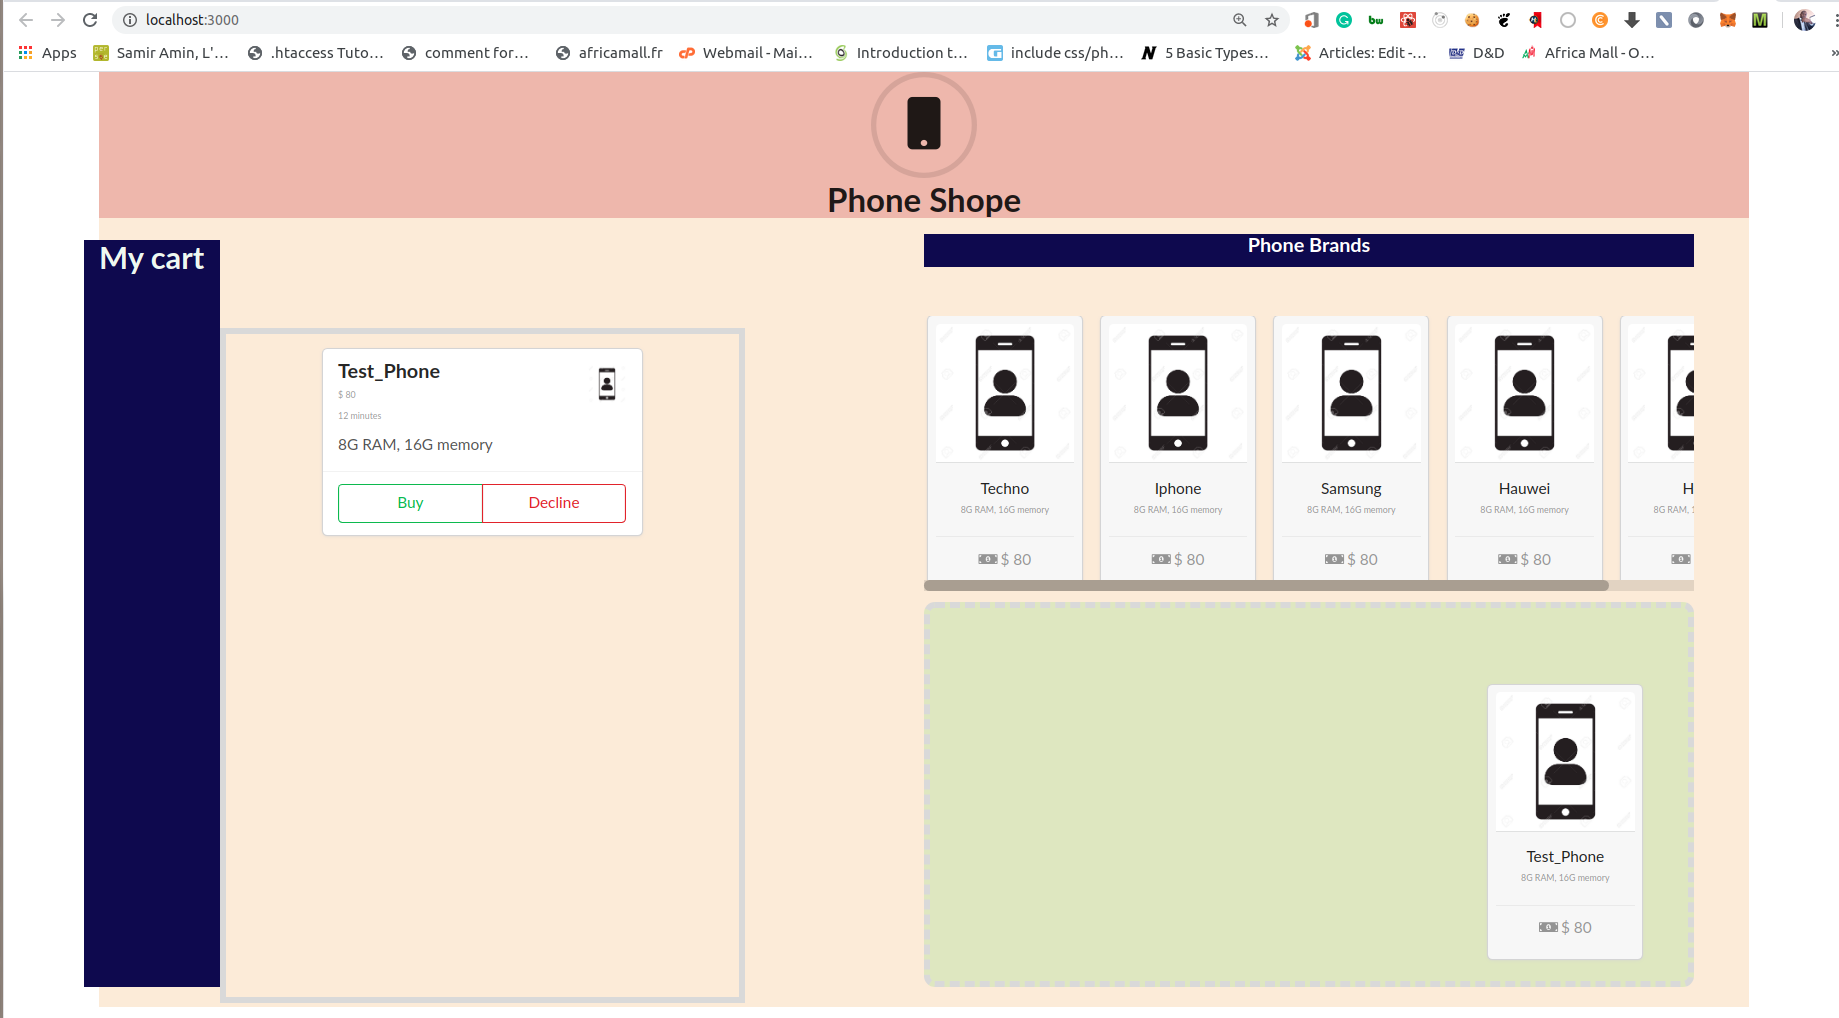 localhost:3000
Apps
Samir Amin, L'...
.htaccess Tuto...
comment for...
africamall.fr
Webmail - Mai...
Introduction t...
include css/ph...
5 Basic Types...
Articles: Edit -...
D&D
Africa Mall - O...
»
Phone Shope
My cart
Test_Phone
$ 80
12 minutes
8G RAM, 16G memory
Buy
Decline
Phone Brands
Techno
8G RAM, 16G memory
$ 80
Iphone
8G RAM, 16G memory
$ 80
Samsung
8G RAM, 16G memory
$ 80
Hauwei
8G RAM, 16G memory
$ 80
H
8G RAM, 1
Test_Phone
8G RAM, 16G memory
$ 80